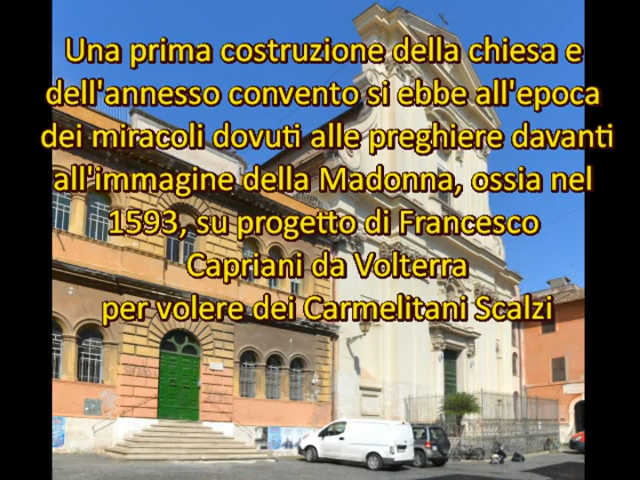 Una prima costruzione della chiesa e
dell'annesso convento si ebbe all'epoca
dei miracoli dovuti alle preghiere davanti
all'immagine della Madonna, ossia nel
1593, su progetto di Francesco
Capriani da Volterra
per volere dei Carmelitani Scalzi